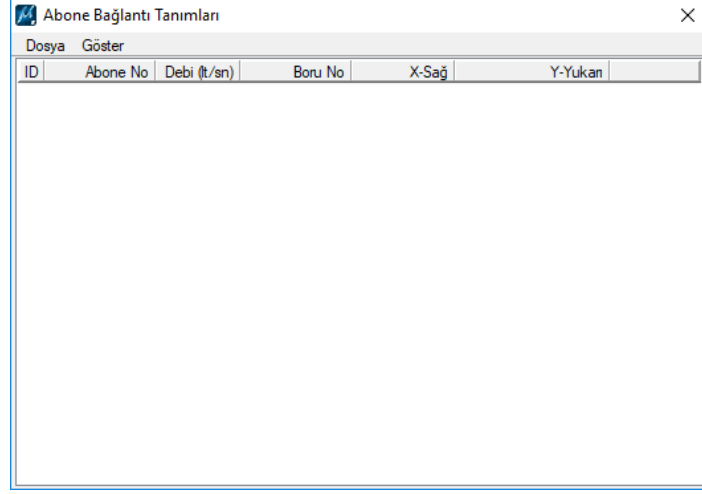 Abone Bağlantı Tanımları
Dosya Göster
ID Abone No Debi (lt/sn) Boru No X-Sağ Y-Yukarı